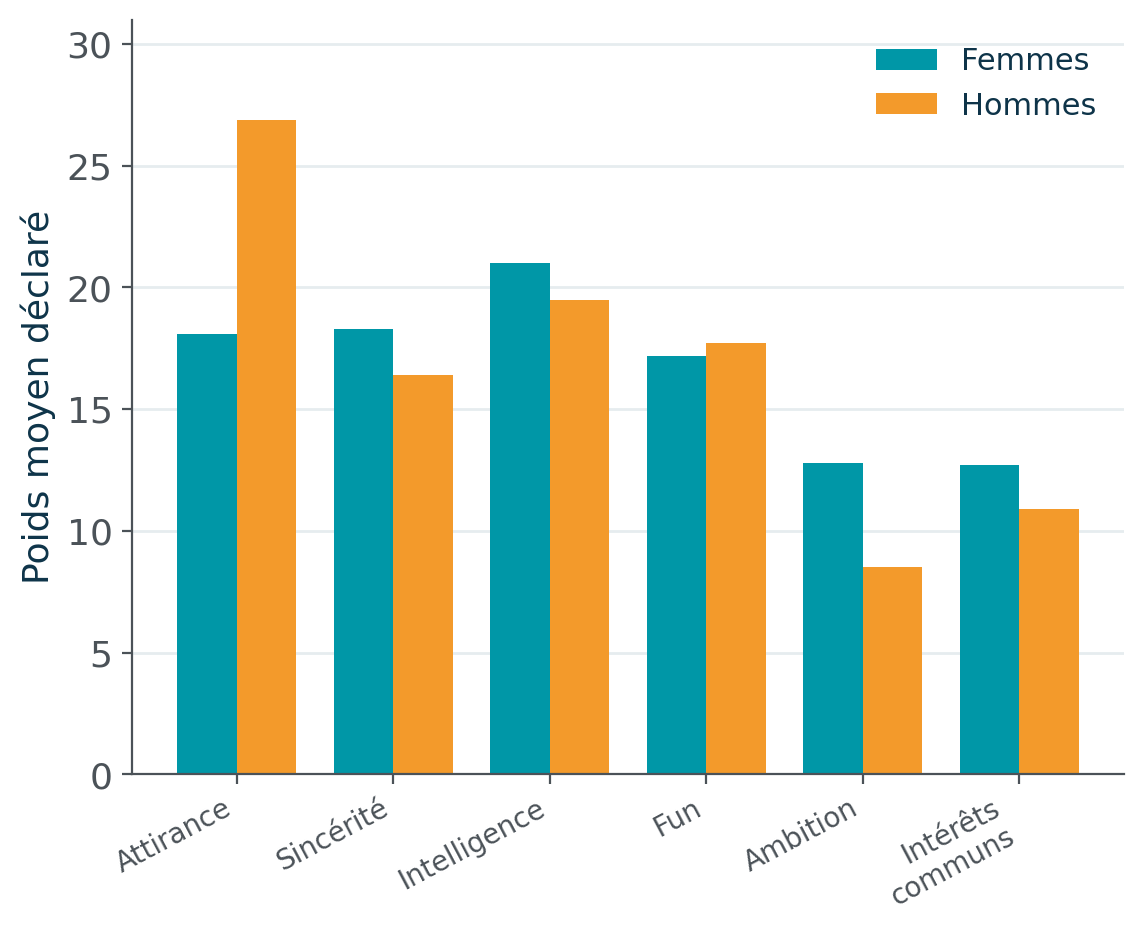 Femmes
Hommes
Poids moyen déclaré
30
25
20
15
10
5
0
Attirance
Sincérité
Intelligence
Fun
Ambition
Intérêts
communs